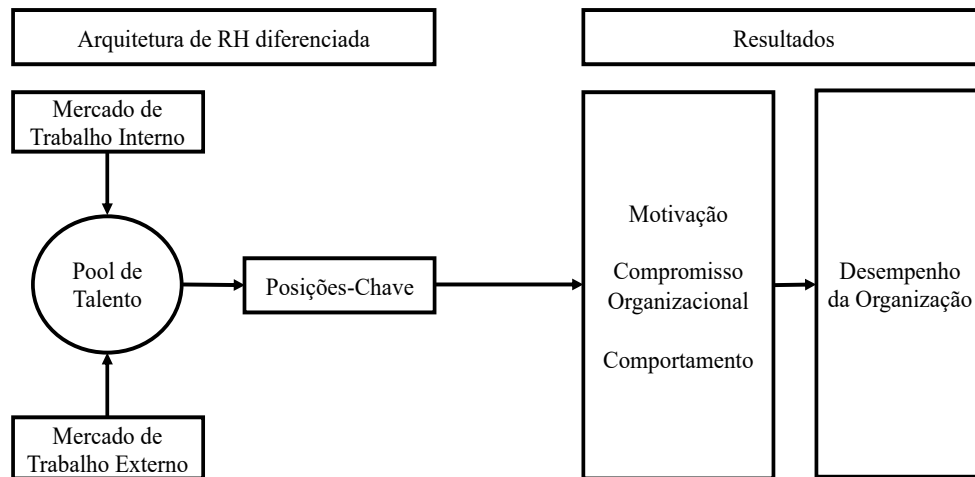 Arquitetura de RH diferenciada
Resultados
Mercado de
Trabalho Interno
Pool de
Talento
Mercado de
Trabalho Externo
Posições-Chave
Motivação
Compromisso
Organizacional
Comportamento
Desempenho
da Organização